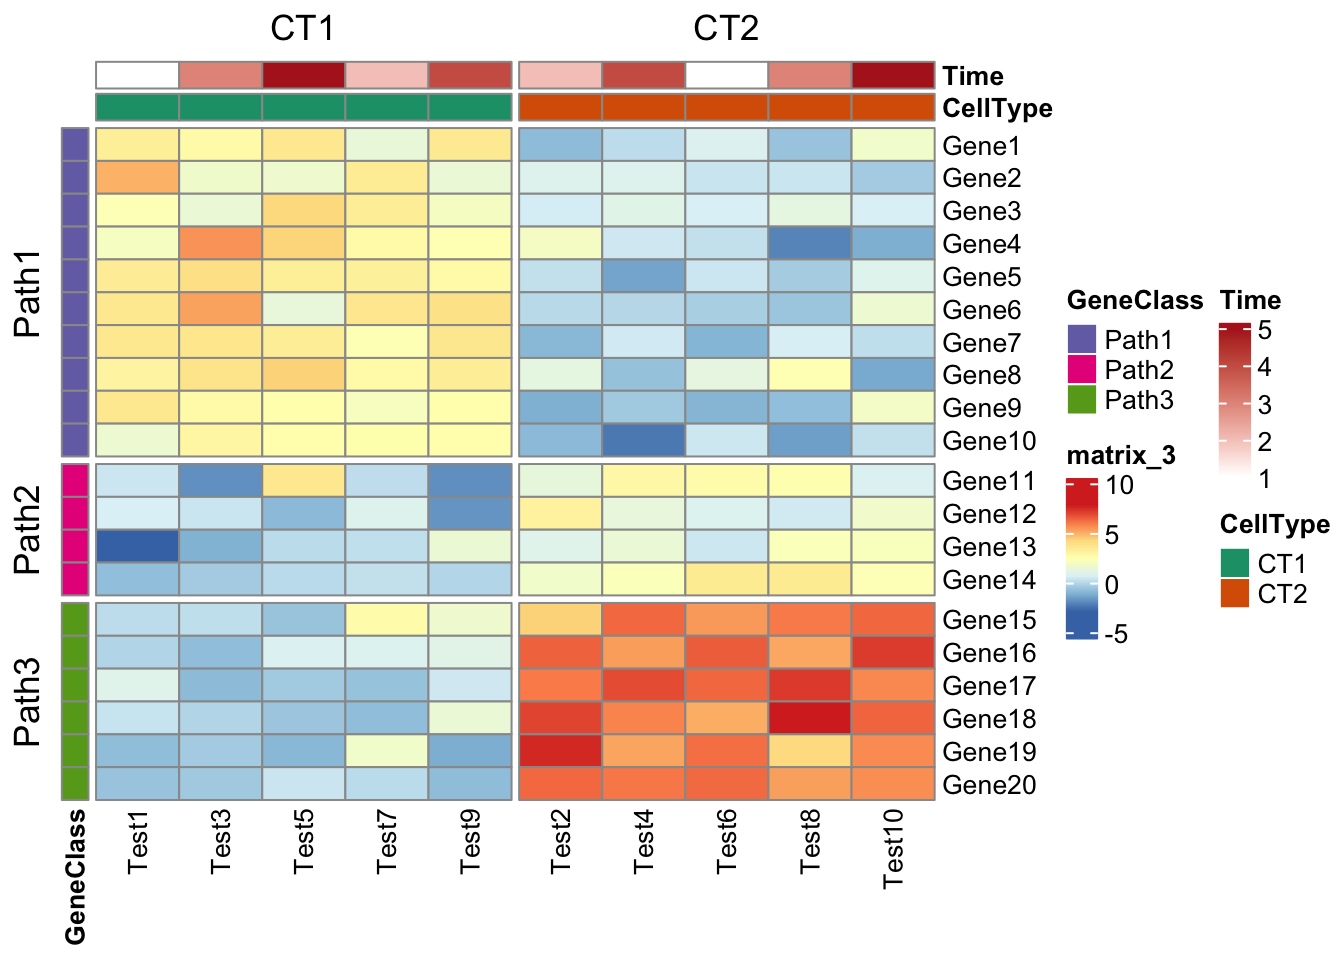 CT1
CT2
Time
CellType
Path1
Path2
Path3
Gene1
Gene2
Gene3
Gene4
Gene5
Gene6
Gene7
Gene8
Gene9
Gene10
Gene11
Gene12
Gene13
Gene14
Gene15
Gene16
Gene17
Gene18
Gene19
Gene20
GeneClass
Test1
Test3
Test5
Test7
Test9
Test2
Test4
Test6
Test8
Test10
GeneClass
Path1
Path2
Path3
matrix_3
10
5
0
-5
Time
5
4
3
2
1
CellType
CT1
CT2